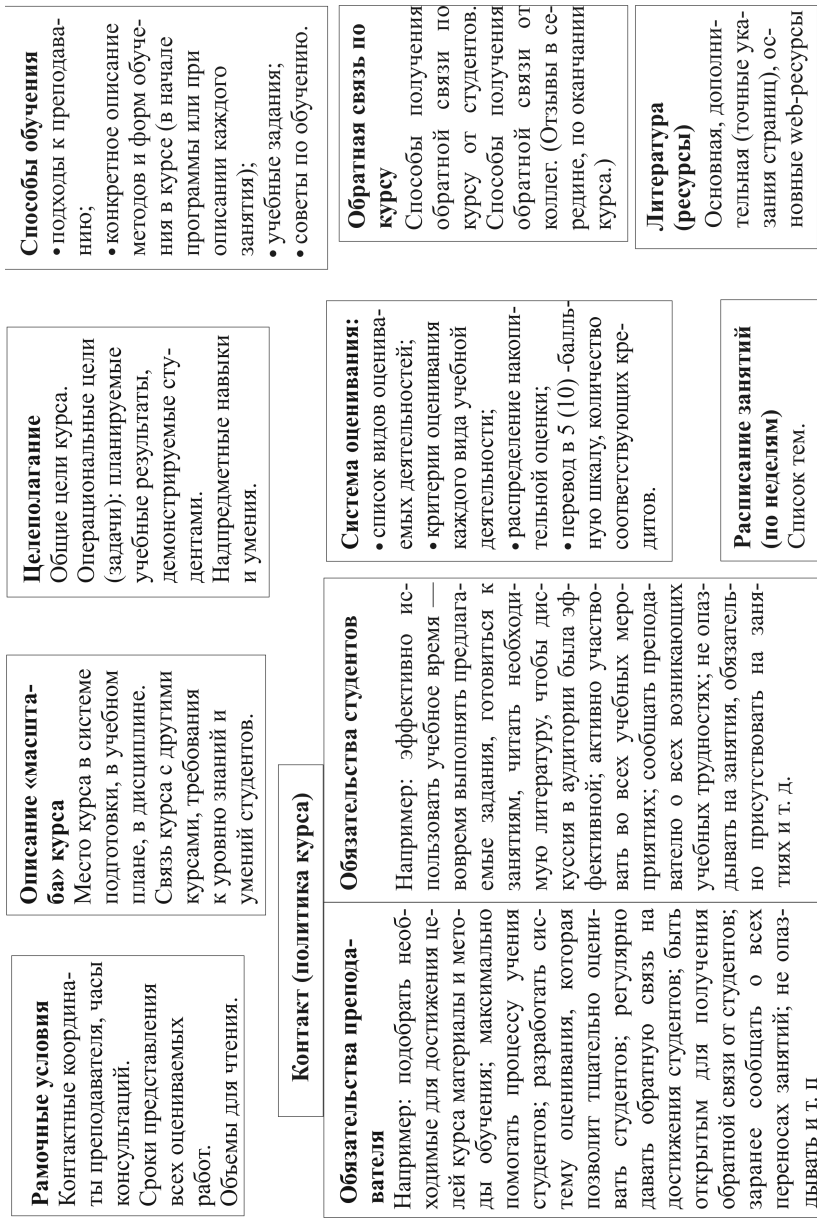 Рамочные условия
Контактные координа-
ты преподавателя, часы
консультаций.
Сроки представления
всех оцениваемых
работ.
Объемы для чтения.
Описание «масшта-
ба» курса
Место курса в системе
подготовки, в учебном
плане, в дисциплине.
Связь курса с другими
курсами, требования
к уровню знаний и
умений студентов.
Целеполагание
Общие цели курса.
Операциональные цели
(задачи): планируемые
учебные результаты,
демонстрируемые сту-
дентами.
Надпредметные навыки
и умения.
Способы обучения
• подходы к преподава-
нию;
• конкретное описание
методов и форм обуче-
ния в курсе (в начале
программы или при
описании каждого
занятия);
• учебные задания;
• советы по обучению.
Контакт (политика курса)
Обязательства препода-
вателя
Например: подобрать необ-
ходимые для достижения це-
лей курса материалы и мето-
ды обучения; максимально
помогать процессу учения
студентов; разработать сис-
тему оценивания, которая
позволит тщательно оцени-
вать студентов; регулярно
давать обратную связь на
достижения студентов; быть
открытым для получения
обратной связи от студентов;
заранее сообщать о всех
переносах занятий; не опаз-
дывать и т. п
Обязательства студентов
Например: эффективно ис-
пользовать учебное время —
вовремя выполнять предлага-
емые задания, готовиться к
занятиям, читать необходи-
мую литературу, чтобы дис-
куссия в аудитории была эф-
фективной; активно участво-
вать во всех учебных меро-
приятиях; сообщать препода-
вателю о всех возникающих
учебных трудностях; не опаз-
дывать на занятия, обязатель-
но присутствовать на заня-
тиях и т. д.
Система оценивания:
• список видов оценива-
емых деятельностей;
• критерии оценивания
каждого вида учебной
деятельности;
• распределение накопи-
тельной оценки;
• перевод в 5 (10) -балль-
ную шкалу, количество
соответствующих кре-
дитов.
Обратная связь по
курсу
Способы получения
обратной связи по
курсу от студентов.
Способы получения
обратной связи от
коллег. (Отзывы в се-
редине, по окончании
курса.)
Расписание занятий
(по неделям)
Список тем.
Литература
(ресурсы)
Основная, дополни-
тельная (точные ука-
зания страниц), ос-
новные web-ресурсы